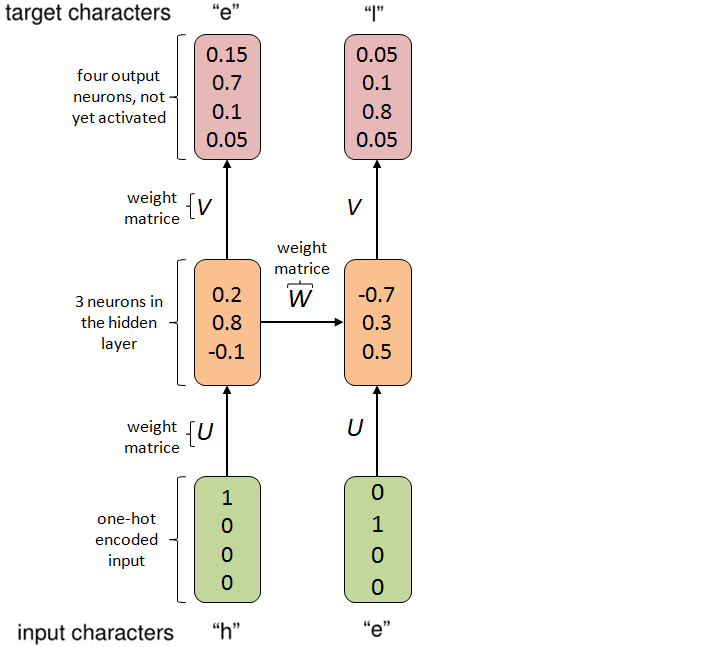 target characters "e" "l"
four output
neurons, not
yet activated
0.15
0.7
0.1
0.05
0.05
0.1
0.8
0.05
weight
matrice
V
V
weight
matrice
W
3 neurons in
the hidden
layer
0.2
0.8
-0.1
-0.7
0.3
0.5
weight
matrice
U
U
one-hot
encoded
input
1
0
0
0
0
1
0
0
input characters "h" "e"